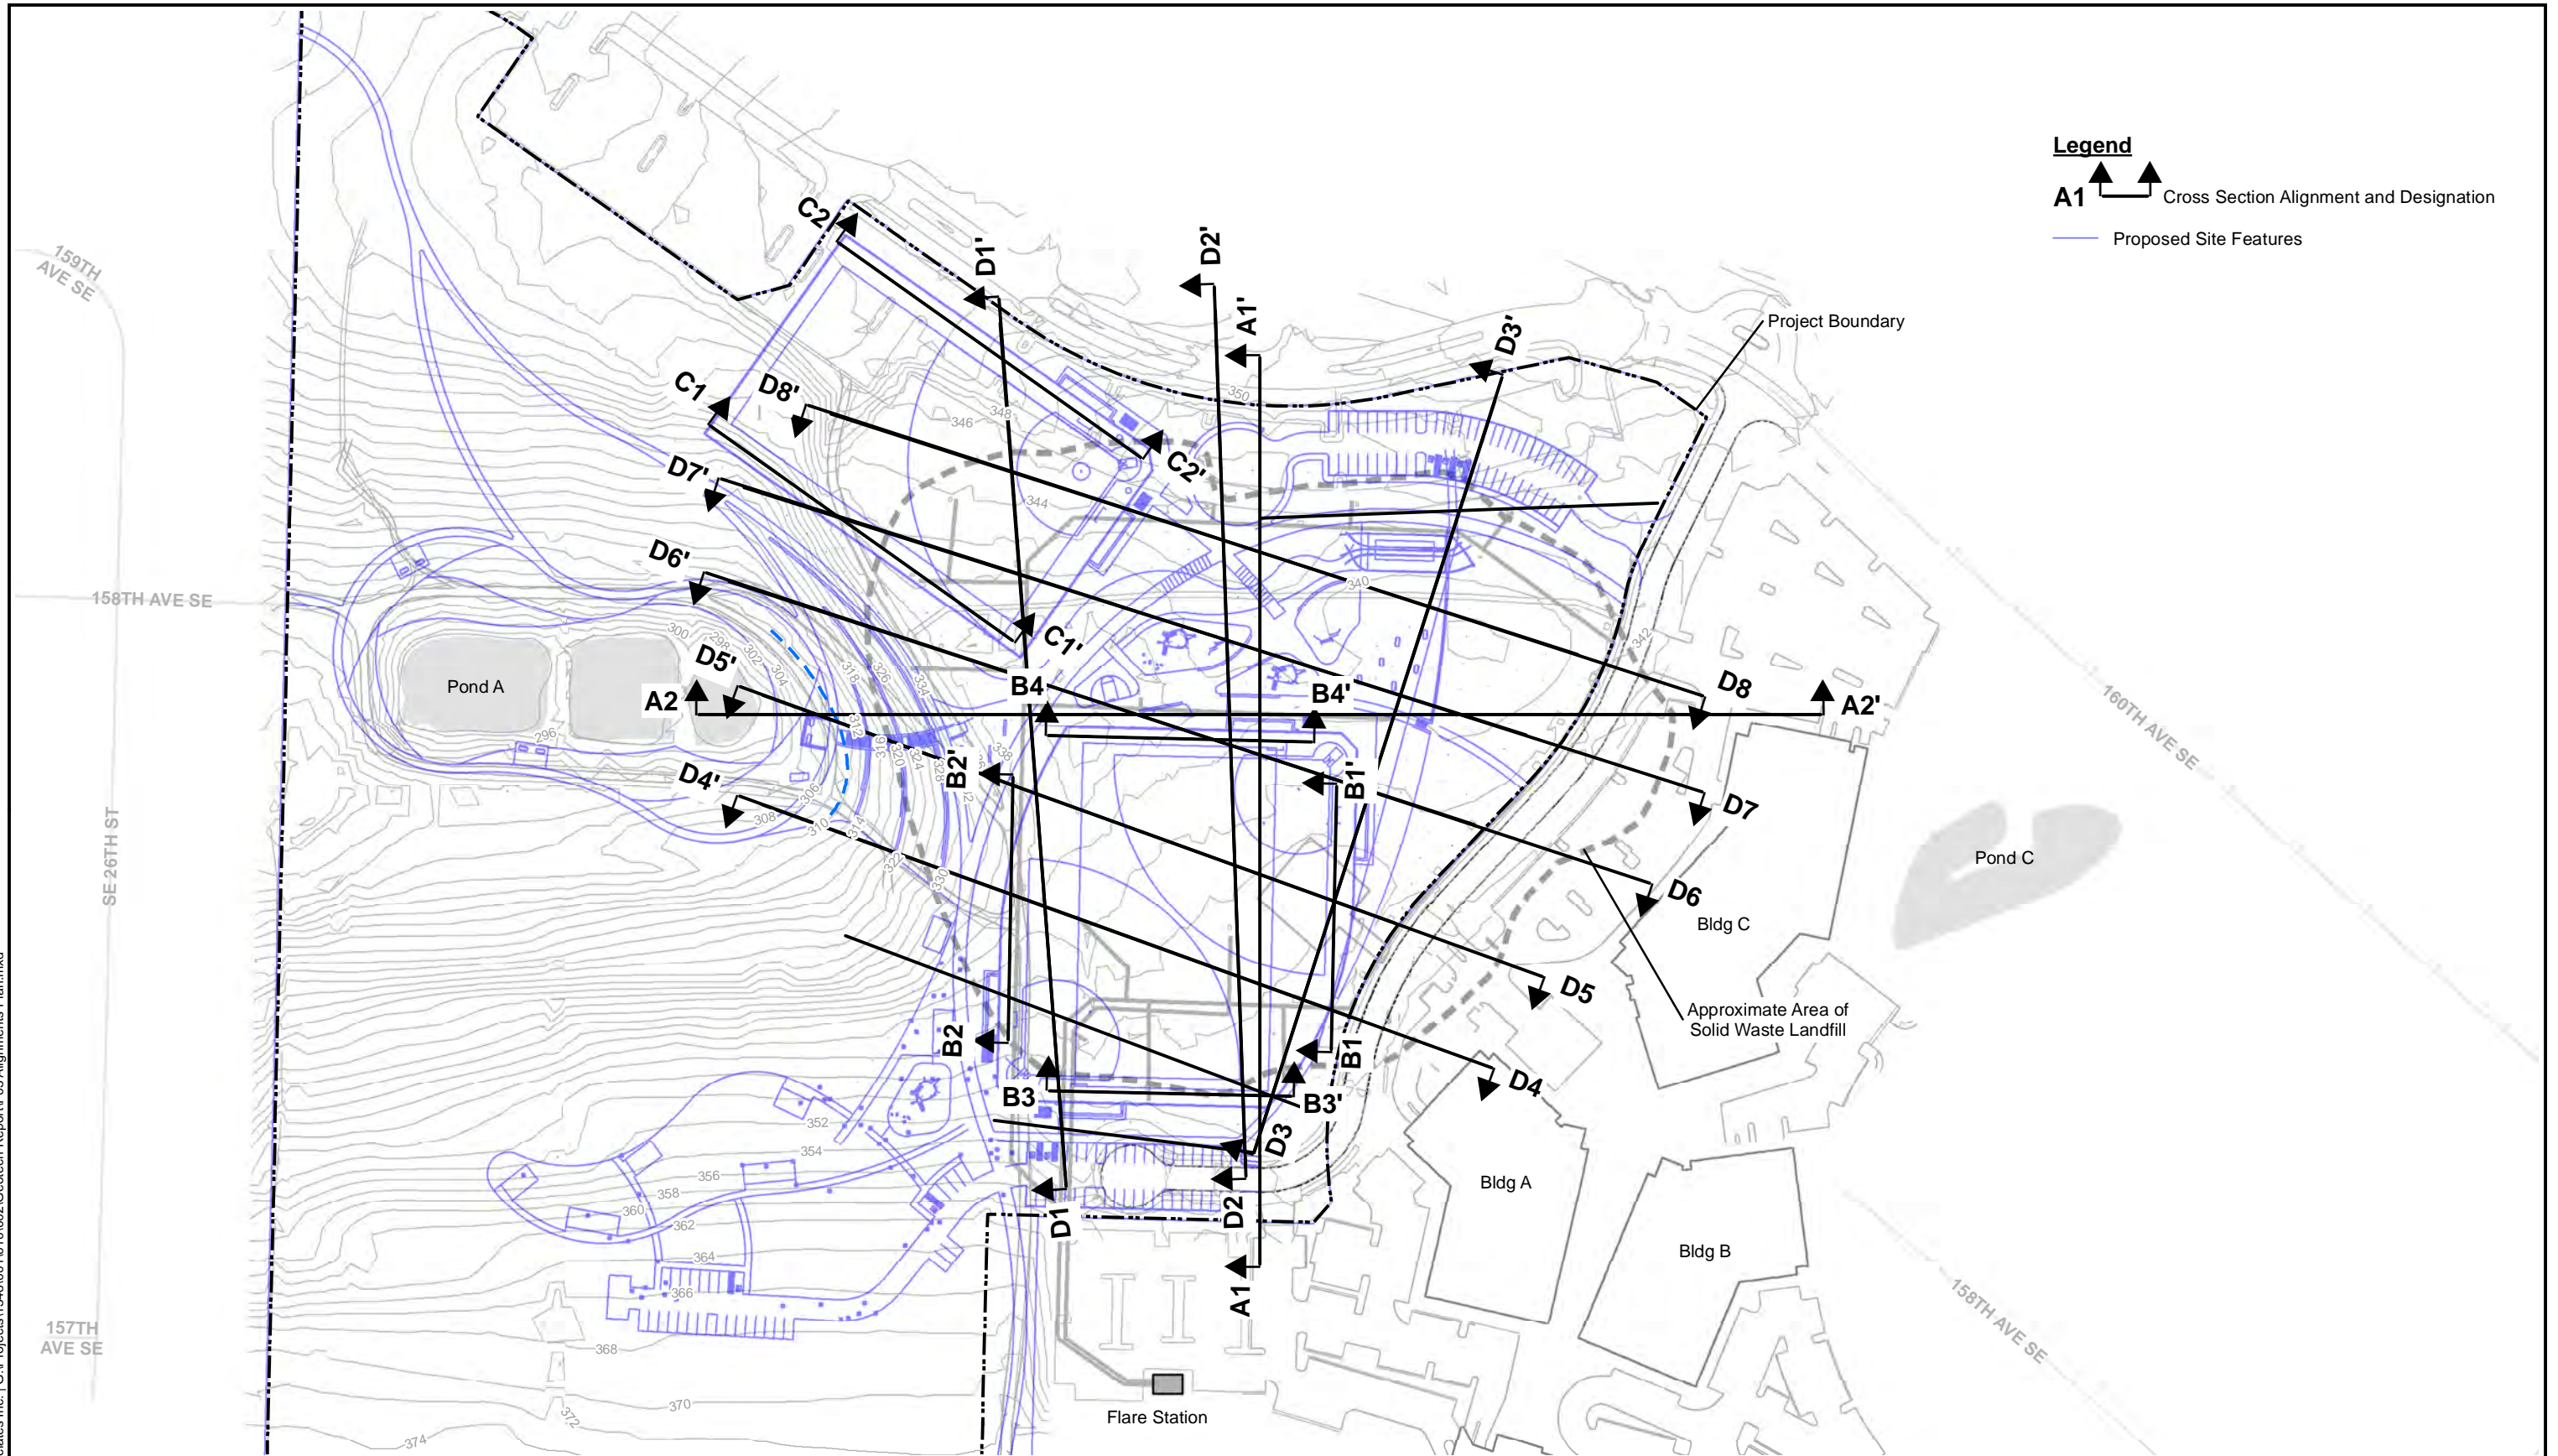 Legend
A1
Cross Section Alignment and Designation
Proposed Site Features
C2
D1'
D2'
A1'
159TH
AVE SE
Project Boundary
D3'
C1
D8'
350
348
346
C2'
D7'
344
D6'
340
158TH AVE SE
300
298
302
304
C1'
342
D5'
318
326
334
Pond A
A2
B4
B4'
D8
A2'
160TH AVE SE
312
316
320
324
328
338
296
B2'
B1'
D4'
306
308
310
314
D7
322
330
Pond C
SE 26TH ST
D6
Bldg C
D5
Approximate Area of
Solid Waste Landfill
B2
B1
B3
B3'
D4
352
D3
354
356
358
360
362
D2
D1
Bldg A
Bldg B
364
366
A1
158TH AVE SE
157TH
AVE SE
368
370
372
374
Flare Station